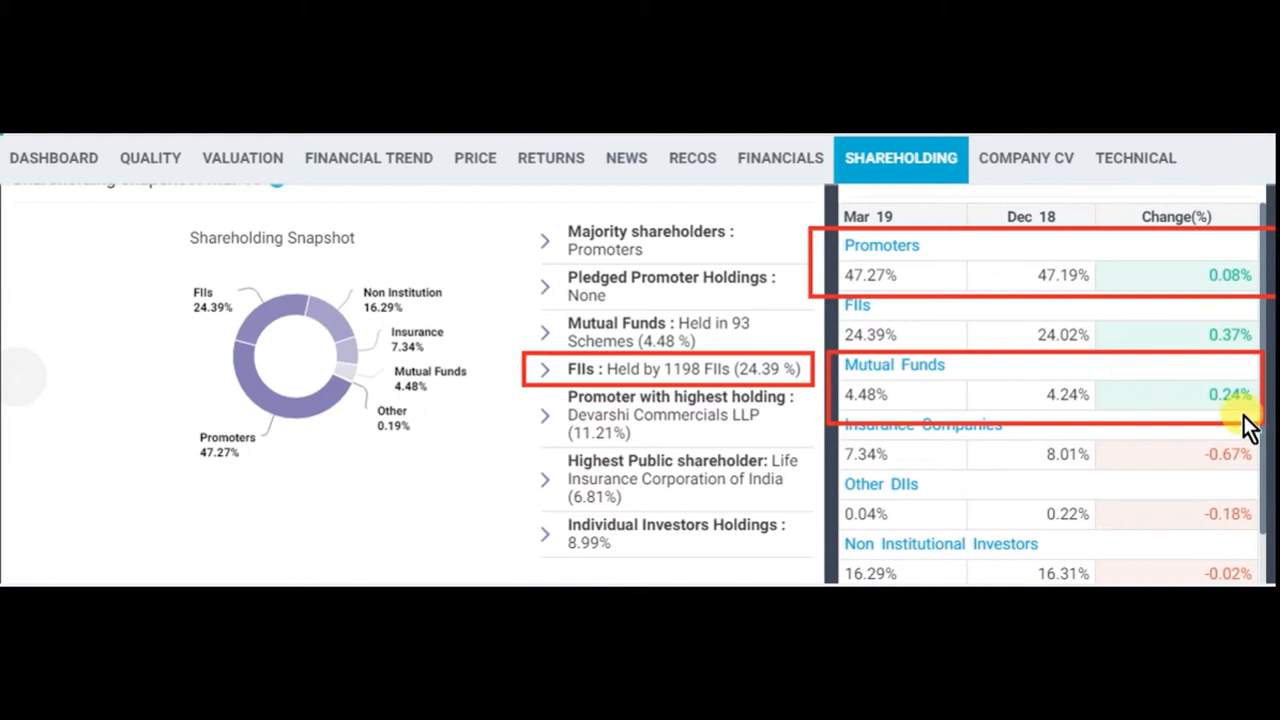 DASHBOARD QUALITY VALUATION FINANCIAL TREND PRICE RETURNS NEWS RECOS FINANCIALS SHAREHOLDING COMPANY CV TECHNICAL
Shareholding Snapshot
FIIs
24.39%
Non Institution
16.29%
Insurance
7.34%
Mutual Funds
4.48%
Other
0.19%
Promoters
47.27%
Majority shareholders :
Promoters
Pledged Promoter Holdings :
None
Mutual Funds : Held in 93
Schemes (4.48 %)
FIIs : Held by 1198 FIIs (24.39 %)
Promoter with highest holding :
Devarshi Commercials LLP
(11.21%)
Highest Public shareholder: Life
Insurance Corporation of India
(6.81%)
Individual Investors Holdings :
8.99%
Mar 19 Dec 18 Change(%)
Promoters
47.27% 47.19% 0.08%
FIIs
24.39% 24.02% 0.37%
Mutual Funds
4.48% 4.24% 0.24%
Insurance Companies
7.34% 8.01% -0.67%
Other DIIs
0.04% 0.22% -0.18%
Non Institutional Investors
16.29% 16.31% -0.02%